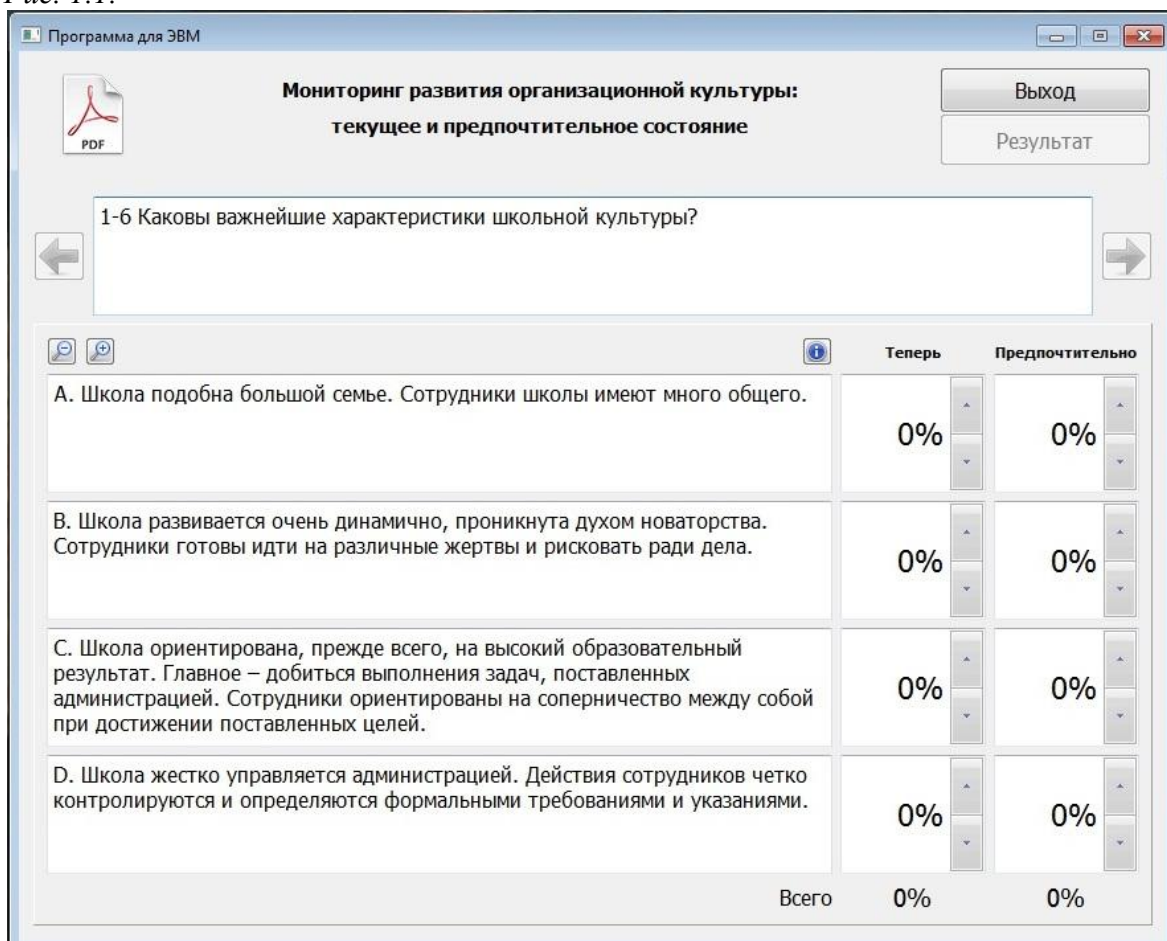 Рис. 1.1.
Программа для ЭВМ
PDF
Мониторинг развития организационной культуры:
текущее и предпочтительное состояние
Выход
Результат
1-6 Каковы важнейшие характеристики школьной культуры?
Теперь
Предпочтительно
A. Школа подобна большой семье. Сотрудники школы имеют много общего.
0%
0%
B. Школа развивается очень динамично, проникнута духом новаторства.
Сотрудники готовы идти на различные жертвы и рисковать ради дела.
0%
0%
C. Школа ориентирована, прежде всего, на высокий образовательный
результат. Главное – добиться выполнения задач, поставленных
администрацией. Сотрудники ориентированы на соперничество между собой
при достижении поставленных целей.
0%
0%
D. Школа жестко управляется администрацией. Действия сотрудников четко
контролируются и определяются формальными требованиями и указаниями.
0%
0%
Всего
0%
0%